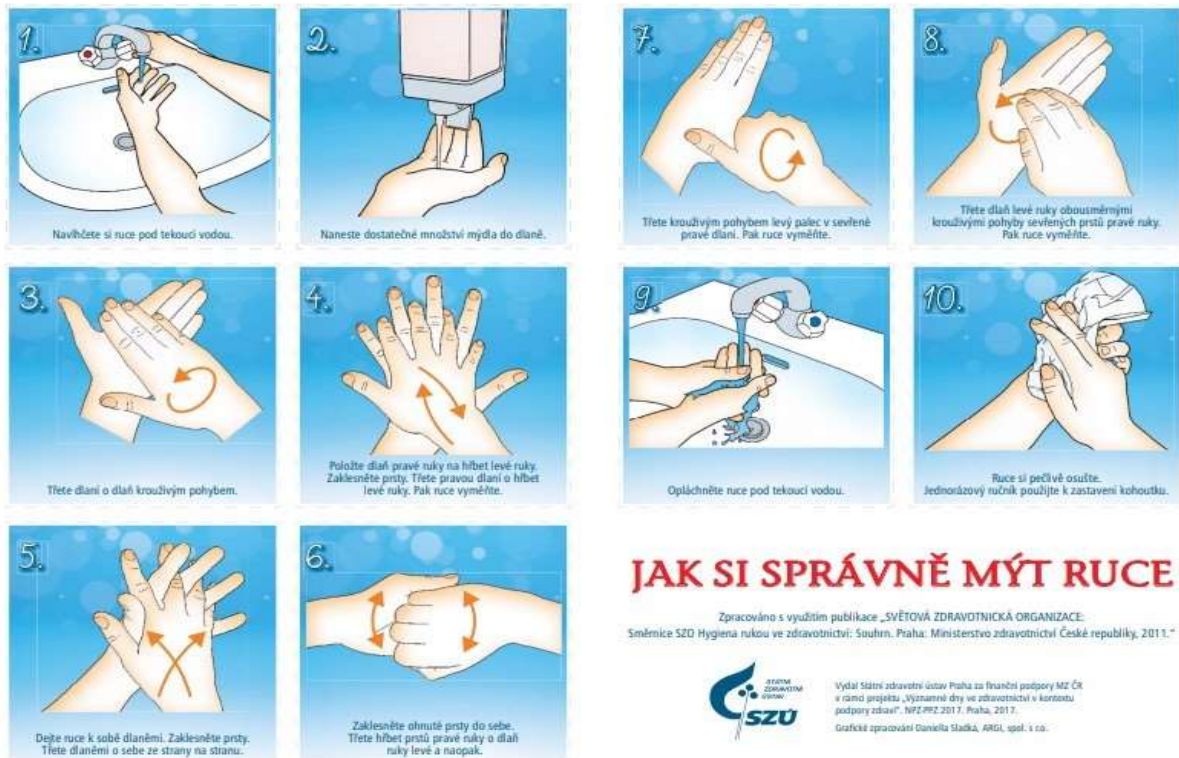 1.
Navlhčete si ruce pod tekoucí vodou.
2.
Naneste dostatečné množství mýdla do dlaně.
3.
Třete dlaní o dlaň krouživým pohybem.
4.
Položte dlaň pravé ruky na hřbet levé ruky.
Zaklesněte prsty. Třete pravou dlaní o hřbet
levé ruky. Pak ruce vyměňte.
5.
Dejte ruce k sobě dlaněmi. Zaklesněte prsty.
Třete dlaněmi o sebe ze strany na stranu.
6.
Zaklesněte ohnuté prsty do sebe.
Třete hřbet prstů pravé ruky o dlaň
ruky levé a naopak.
7.
Třete krouživým pohybem levý palec v sevřené
pravé dlani. Pak ruce vyměňte.
8.
Třete dlaň levé ruky obousměrnými
krouživými pohyby sevřených prstů pravé ruky.
Pak ruce vyměňte.
9.
Opláchněte ruce pod tekoucí vodou.
10.
Ruce si pečlivě osušte.
Jednorázový ručník použijte k zastavení kohoutku.
JAK SI SPRÁVNĚ MÝT RUCE
Zpracováno s využitím publikace „SVĚTOVÁ ZDRAVOTNICKÁ ORGANIZACE:
Směrnice SZO Hygiena rukou ve zdravotnictví: Souhrn. Praha: Ministerstvo zdravotnictví České republiky, 2011."
STÁTNÍ
ZDRAVOTNÍ
ÚSTAV
SZÚ
Vydal Státní zdravotní ústav Praha za finanční podpory MZ ČR
v rámci projektu „Významné dny ve zdravotnictví v kontextu
podpory zdraví". NPZ-PPZ 2017. Praha, 2017.
Grafické zpracování Daniella Sladká, ARGI, spol. s r.o.